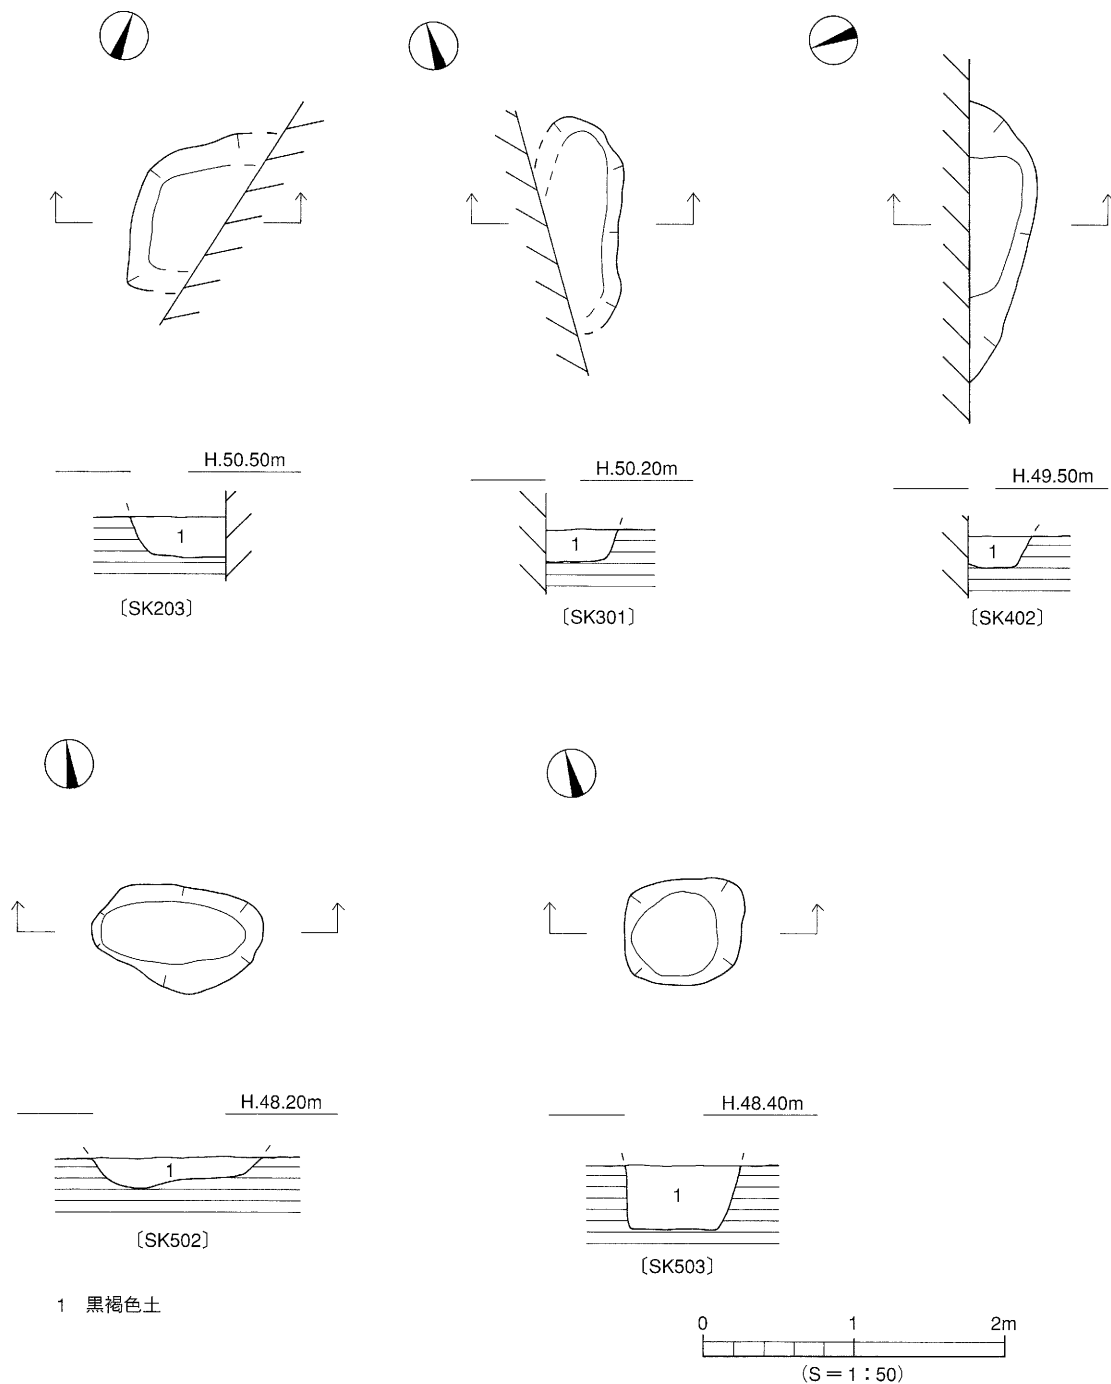 H.50.50m
1
〔SK203〕
H.50.20m
1
〔SK301〕
H.49.50m
1
〔SK402〕
H.48.20m
1
〔SK502〕
H.48.40m
1
〔SK503〕
1 黒褐色土
0 1 2m
(S＝1：50)